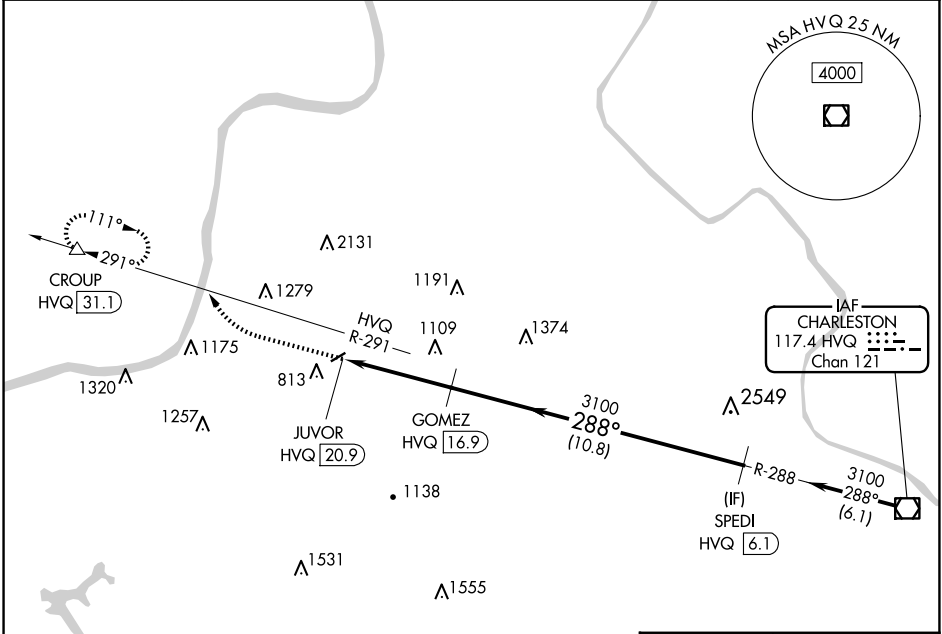 MSA HVQ 25 NM
4000
111°
291°
CROUP
HVQ 31.1
2131
1279
1191
HVQ
R-291
1109
1374
1175
1320
813
1257
JUVOR
HVQ 20.9
GOMEZ
HVQ 16.9
3100
288°
(10.8)
2549
IAF
CHARLESTON
117.4 HVQ
Chan 121
R-288
3100
288°
(6.1)
(IF)
SPEDI
HVQ 6.1
1138
1531
1555